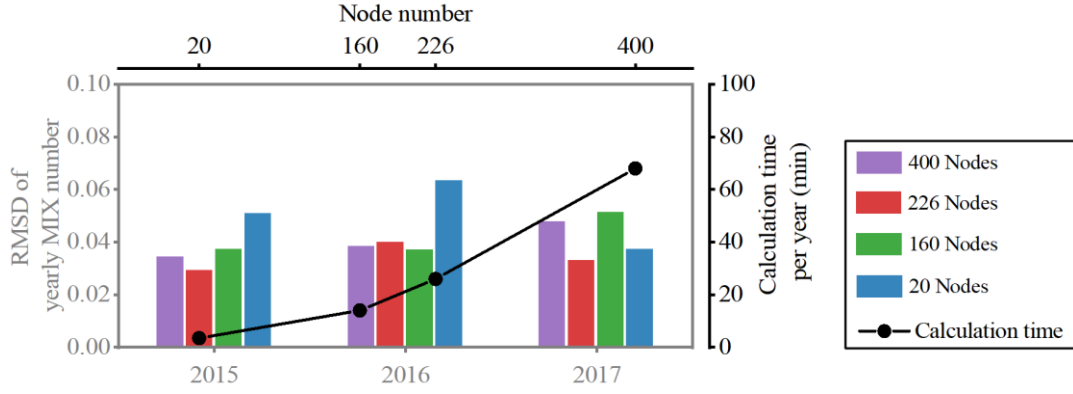 Node number
20 160 226 400
0.10
0.08
0.06
0.04
0.02
0.00
RMSD of
yearly MIX number
100
80
60
40
20
0
Calculation time
per year (min)
2015 2016 2017
400 Nodes
226 Nodes
160 Nodes
20 Nodes
Calculation time